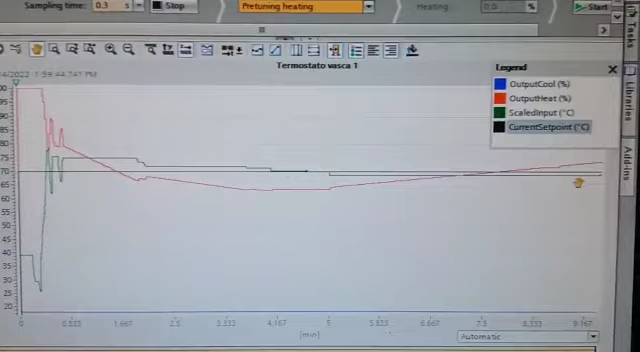 Sampling time: 0.3 s Stop Pretuning heating Heating: 0.0 % Start
Tasks
Libraries
Add-ins
Termostato vasca 1
Legend
OutputCool (%)
OutputHeat (%)
ScaledInput (°C)
CurrentSetpoint (°C)
90
85
80
75
70
65
60
55
50
45
40
35
30
25
20
0 0.833 1.667 2.5 3.333 4.167 5 5.833 6.667 7.5 8.333 9.167
[min]
Automatic